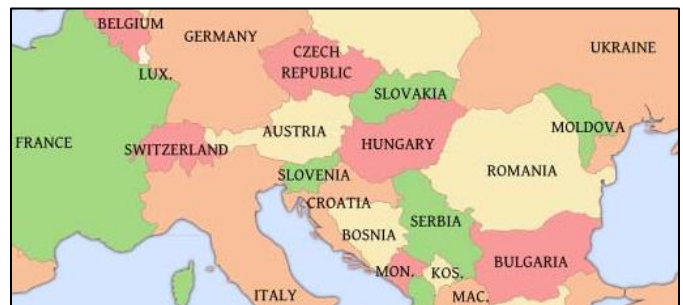 BELGIUM
GERMANY
UKRAINE
CZECH
REPUBLIC
LUX.
SLOVAKIA
MOLDOVA
AUSTRIA
FRANCE
SWITZERLAND
HUNGARY
ROMANIA
SLOVENIA
CROATIA
SERBIA
BOSNIA
BULGARIA
MON.
KOS.
ITALY
MAC.